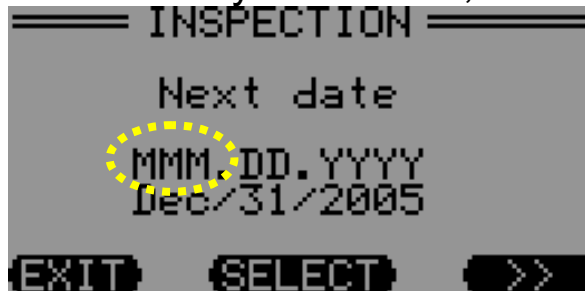 INSPECTION
Next date
MMM.DD.YYYY
Dec/31/2005
EXIT SELECT >>